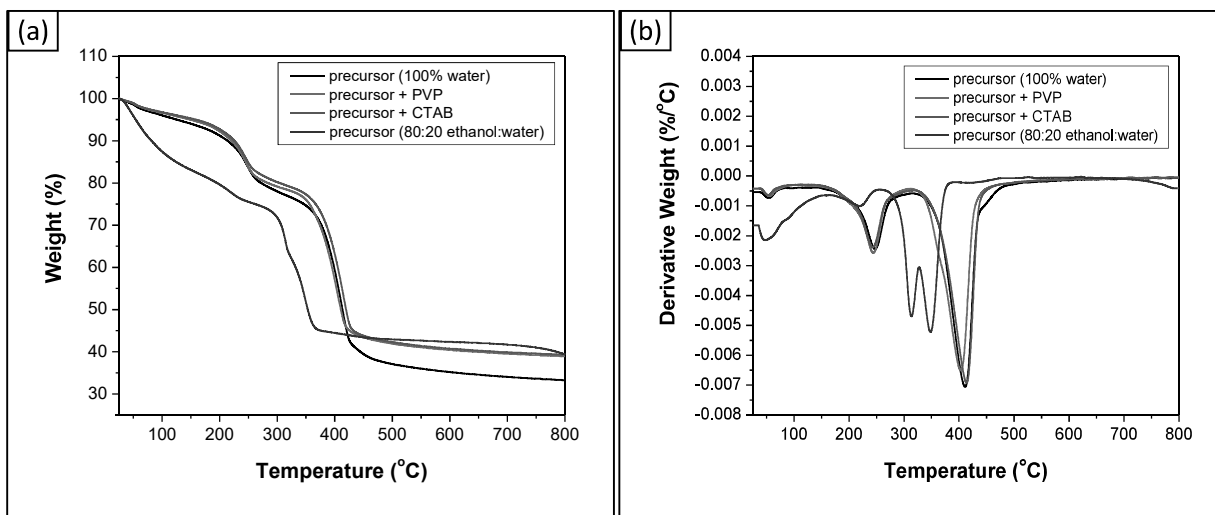 (a)
110
100
90
80
70
60
50
40
30
Weight (%)
precursor (100% water)
precursor + PVP
precursor + CTAB
precursor (80:20 ethanol:water)
100 200 300 400 500 600 700 800
Temperature (°C)
(b)
0.004
0.003
0.002
0.001
0.000
-0.001
-0.002
-0.003
-0.004
-0.005
-0.006
-0.007
-0.008
Derivative Weight (%/°C)
precursor (100% water)
precursor + PVP
precursor + CTAB
precursor (80:20 ethanol:water)
100 200 300 400 500 600 700 800
Temperature (°C)